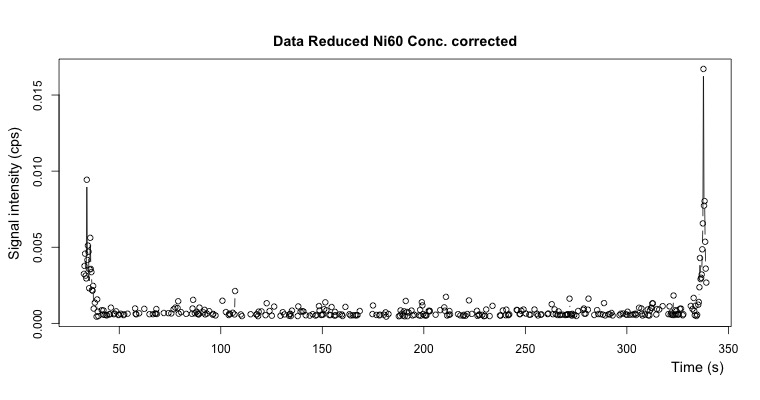 Data Reduced Ni60 Conc. corrected
Signal intensity (cps)
0.015
0.010
0.005
0.000
50 100 150 200 250 300 350
Time (s)